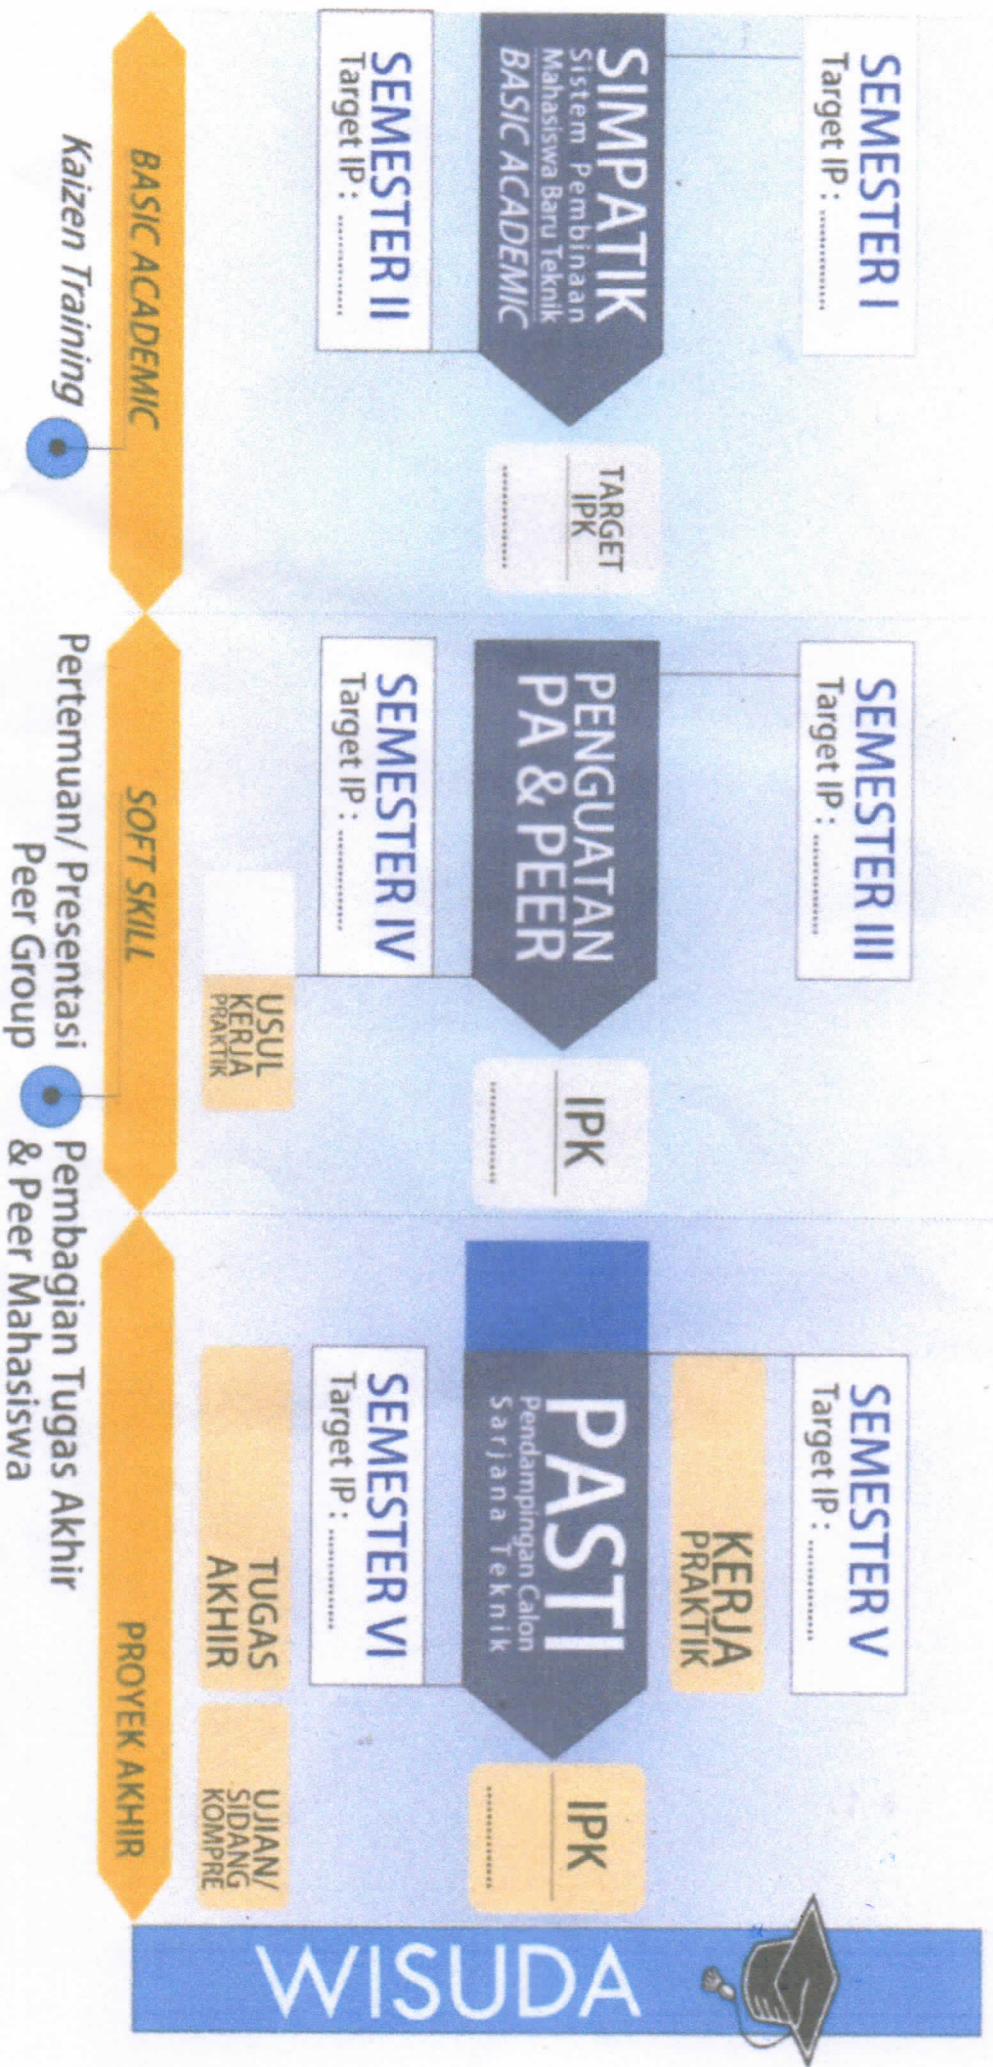 SEMESTER I
Target IP : ..............
SIMPATIK
Sistem Pembinaan
Mahasiswa Baru Teknik
BASIC ACADEMIC
SEMESTER II
Target IP : ..............
TARGET
IPK
..............
BASIC ACADEMIC
Kaizen Training
SEMESTER III
Target IP : ..............
PENGUATAN
PA & PEER
SEMESTER IV
Target IP : ..............
USUL
KERJA
PRAKTIK
IPK
..............
SOFT SKILL
Pertemuan/ Presentasi
Peer Group
Pembagian Tugas Akhir
& Peer Mahasiswa
SEMESTER V
Target IP : ..............
KERJA
PRAKTIK
PASTI
Pendampingan Calon
Sarjana Teknik
SEMESTER VI
Target IP : ..............
TUGAS
AKHIR
UJIAN/
SIDANG
KOMPRE
IPK
..............
PROYEK AKHIR
WISUDA